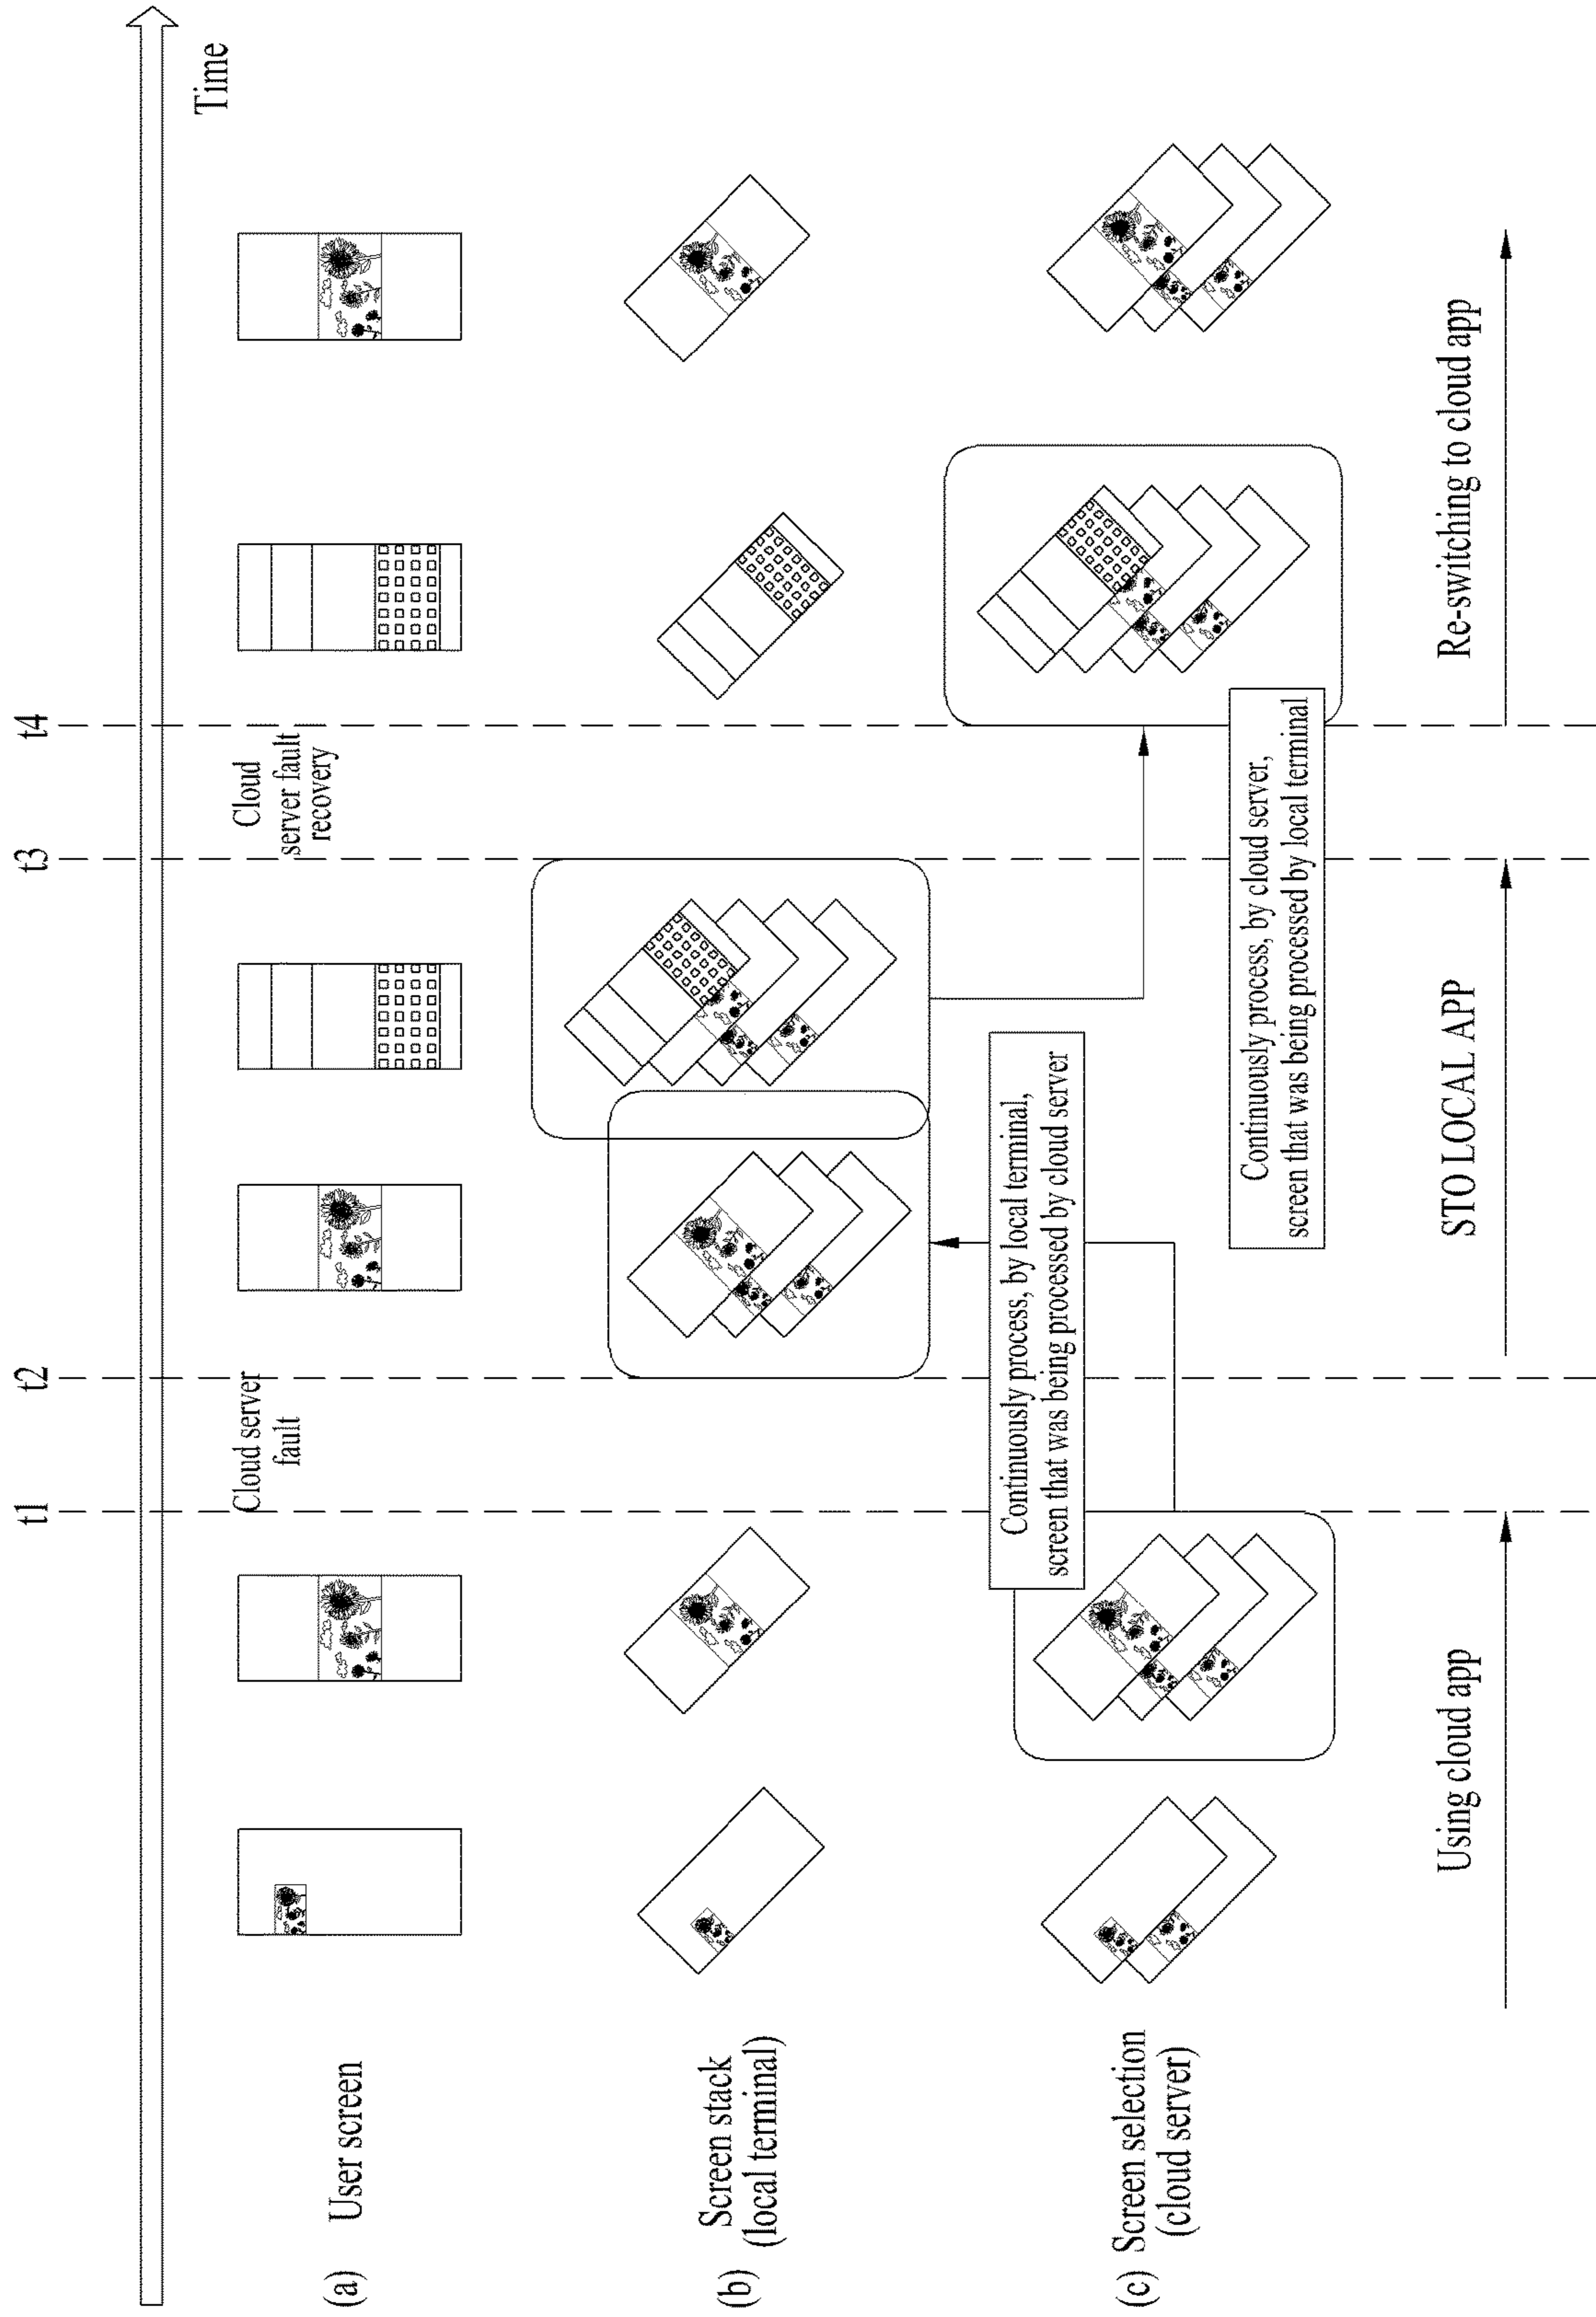 t1
t2
t3
t4
Time
Cloud server
fault
Cloud
server fault
recovery
(a) User screen
(b) Screen stack
(local terminal)
Continuously process, by local terminal,
screen that was being processed by cloud server
(c) Screen selection
(cloud server)
Continuously process, by cloud server,
screen that was being processed by local terminal
Using cloud app
STO LOCAL APP
Re-switching to cloud app